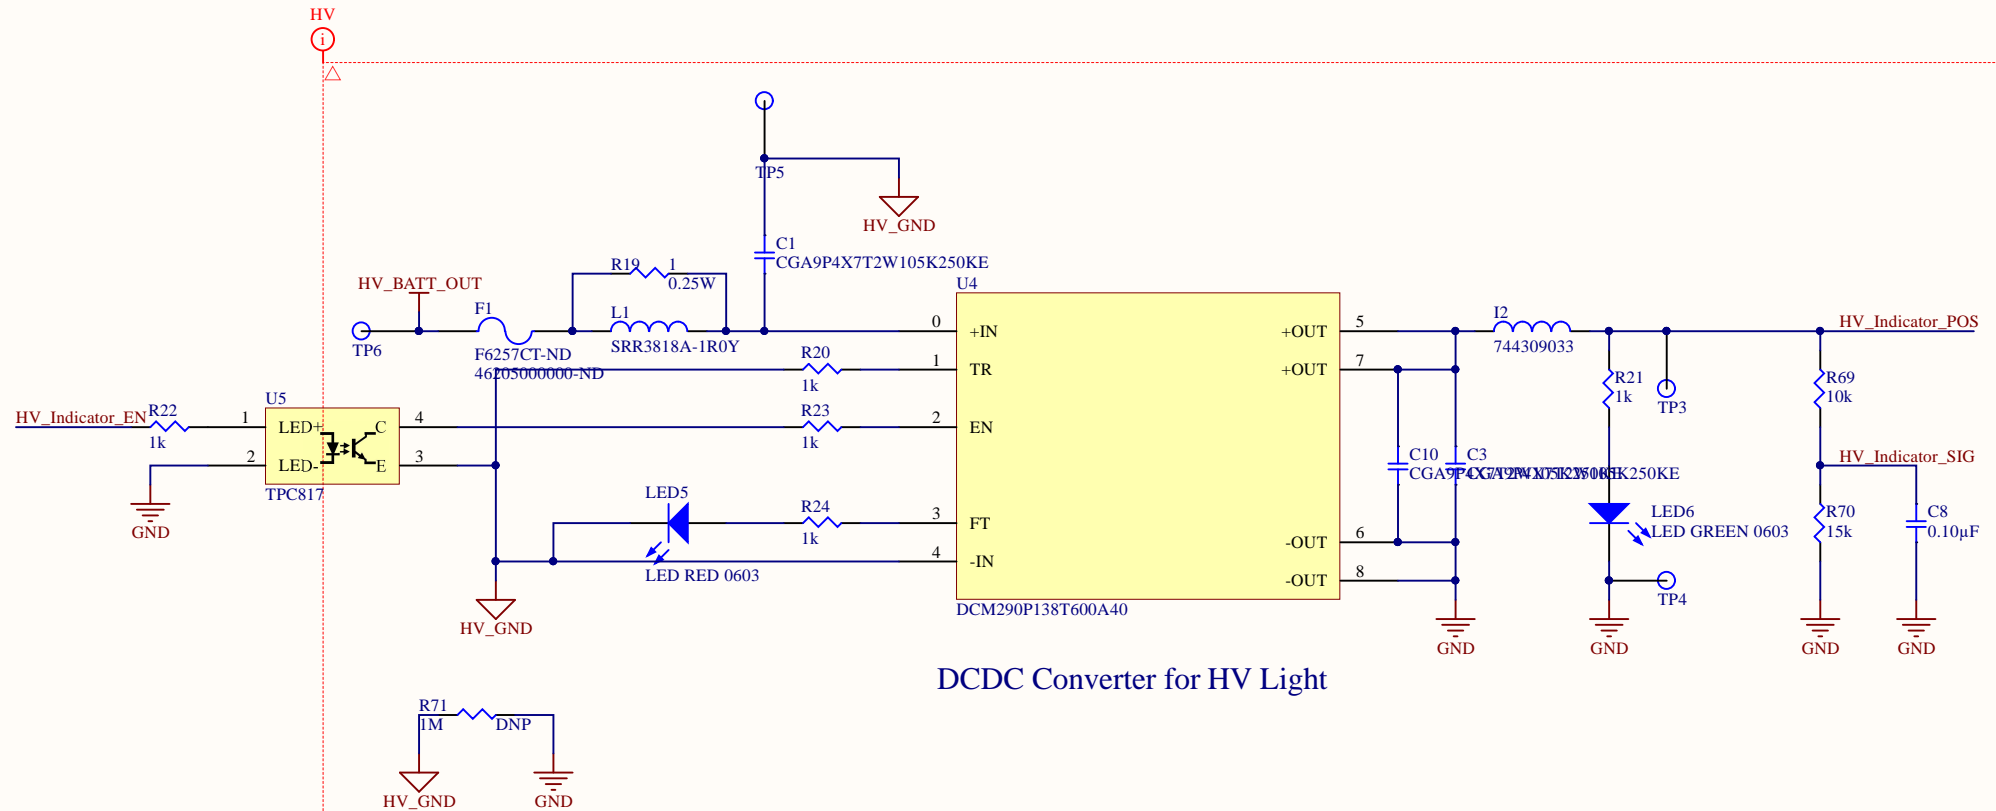 HV
i
TP5
HV_GND
C1
CGA9P4X7T2W105K250KE
R19 1
0.25W
HV_BATT_OUT
F1
L1
TP6
F6257CT-ND
46205000000-ND
SRR3818A-1R0Y
U4
0 +IN
1 TR
2 EN
3 FT
4 -IN
+OUT 5
+OUT 7
-OUT 6
-OUT 8
DCM290P138T600A40
R20
1k
R23
1k
R24
1k
HV_Indicator_EN
R22
1k
U5
1 LED+ C 4
2 LED- E 3
TPC817
GND
LED5
LED RED 0603
HV_GND
I2
744309033
HV_Indicator_POS
R21
1k
TP3
R69
10k
C10
CGA9P4X7T2W105K250KE
C3
CGA9P4X7T2W105K250KE
HV_Indicator_SIG
LED6
LED GREEN 0603
R70
15k
C8
0.10µF
TP4
GND
GND
GND
GND
DCDC Converter for HV Light
R71
1M DNP
HV_GND
GND